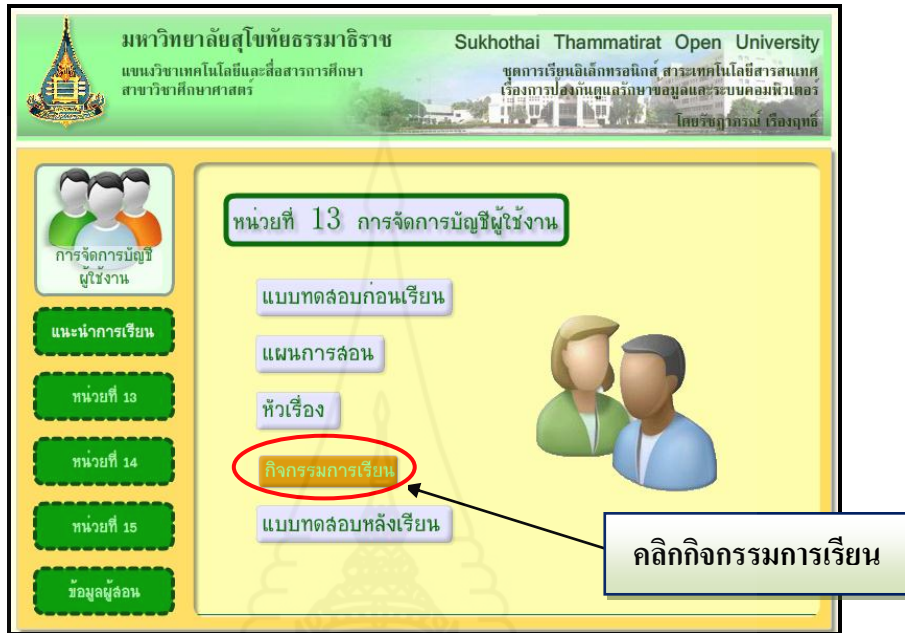 มหาวิทยาลัยสุโขทัยธรรมาธิราช
Sukhothai Thammatirat Open University
แขนงวิชาเทคโนโลยีและสื่อสารการศึกษา
สาขาวิชาศึกษาศาสตร์
ชุดการเรียนอิเล็กทรอนิกส์ สาระเทคโนโลยีสารสนเทศ
เรื่องการป้องกันดูแลรักษาข้อมูลและระบบคอมพิวเตอร์
โดยรัชฎาภรณ์ เรืองฤทธิ์
การจัดการบัญชี
ผู้ใช้งาน
แนะนำการเรียน
หน่วยที่ 13
หน่วยที่ 14
หน่วยที่ 15
ข้อมูลผู้สอน
หน่วยที่ 13 การจัดการบัญชีผู้ใช้งาน
แบบทดสอบก่อนเรียน
แผนการสอน
หัวเรื่อง
กิจกรรมการเรียน
แบบทดสอบหลังเรียน
คลิกกิจกรรมการเรียน